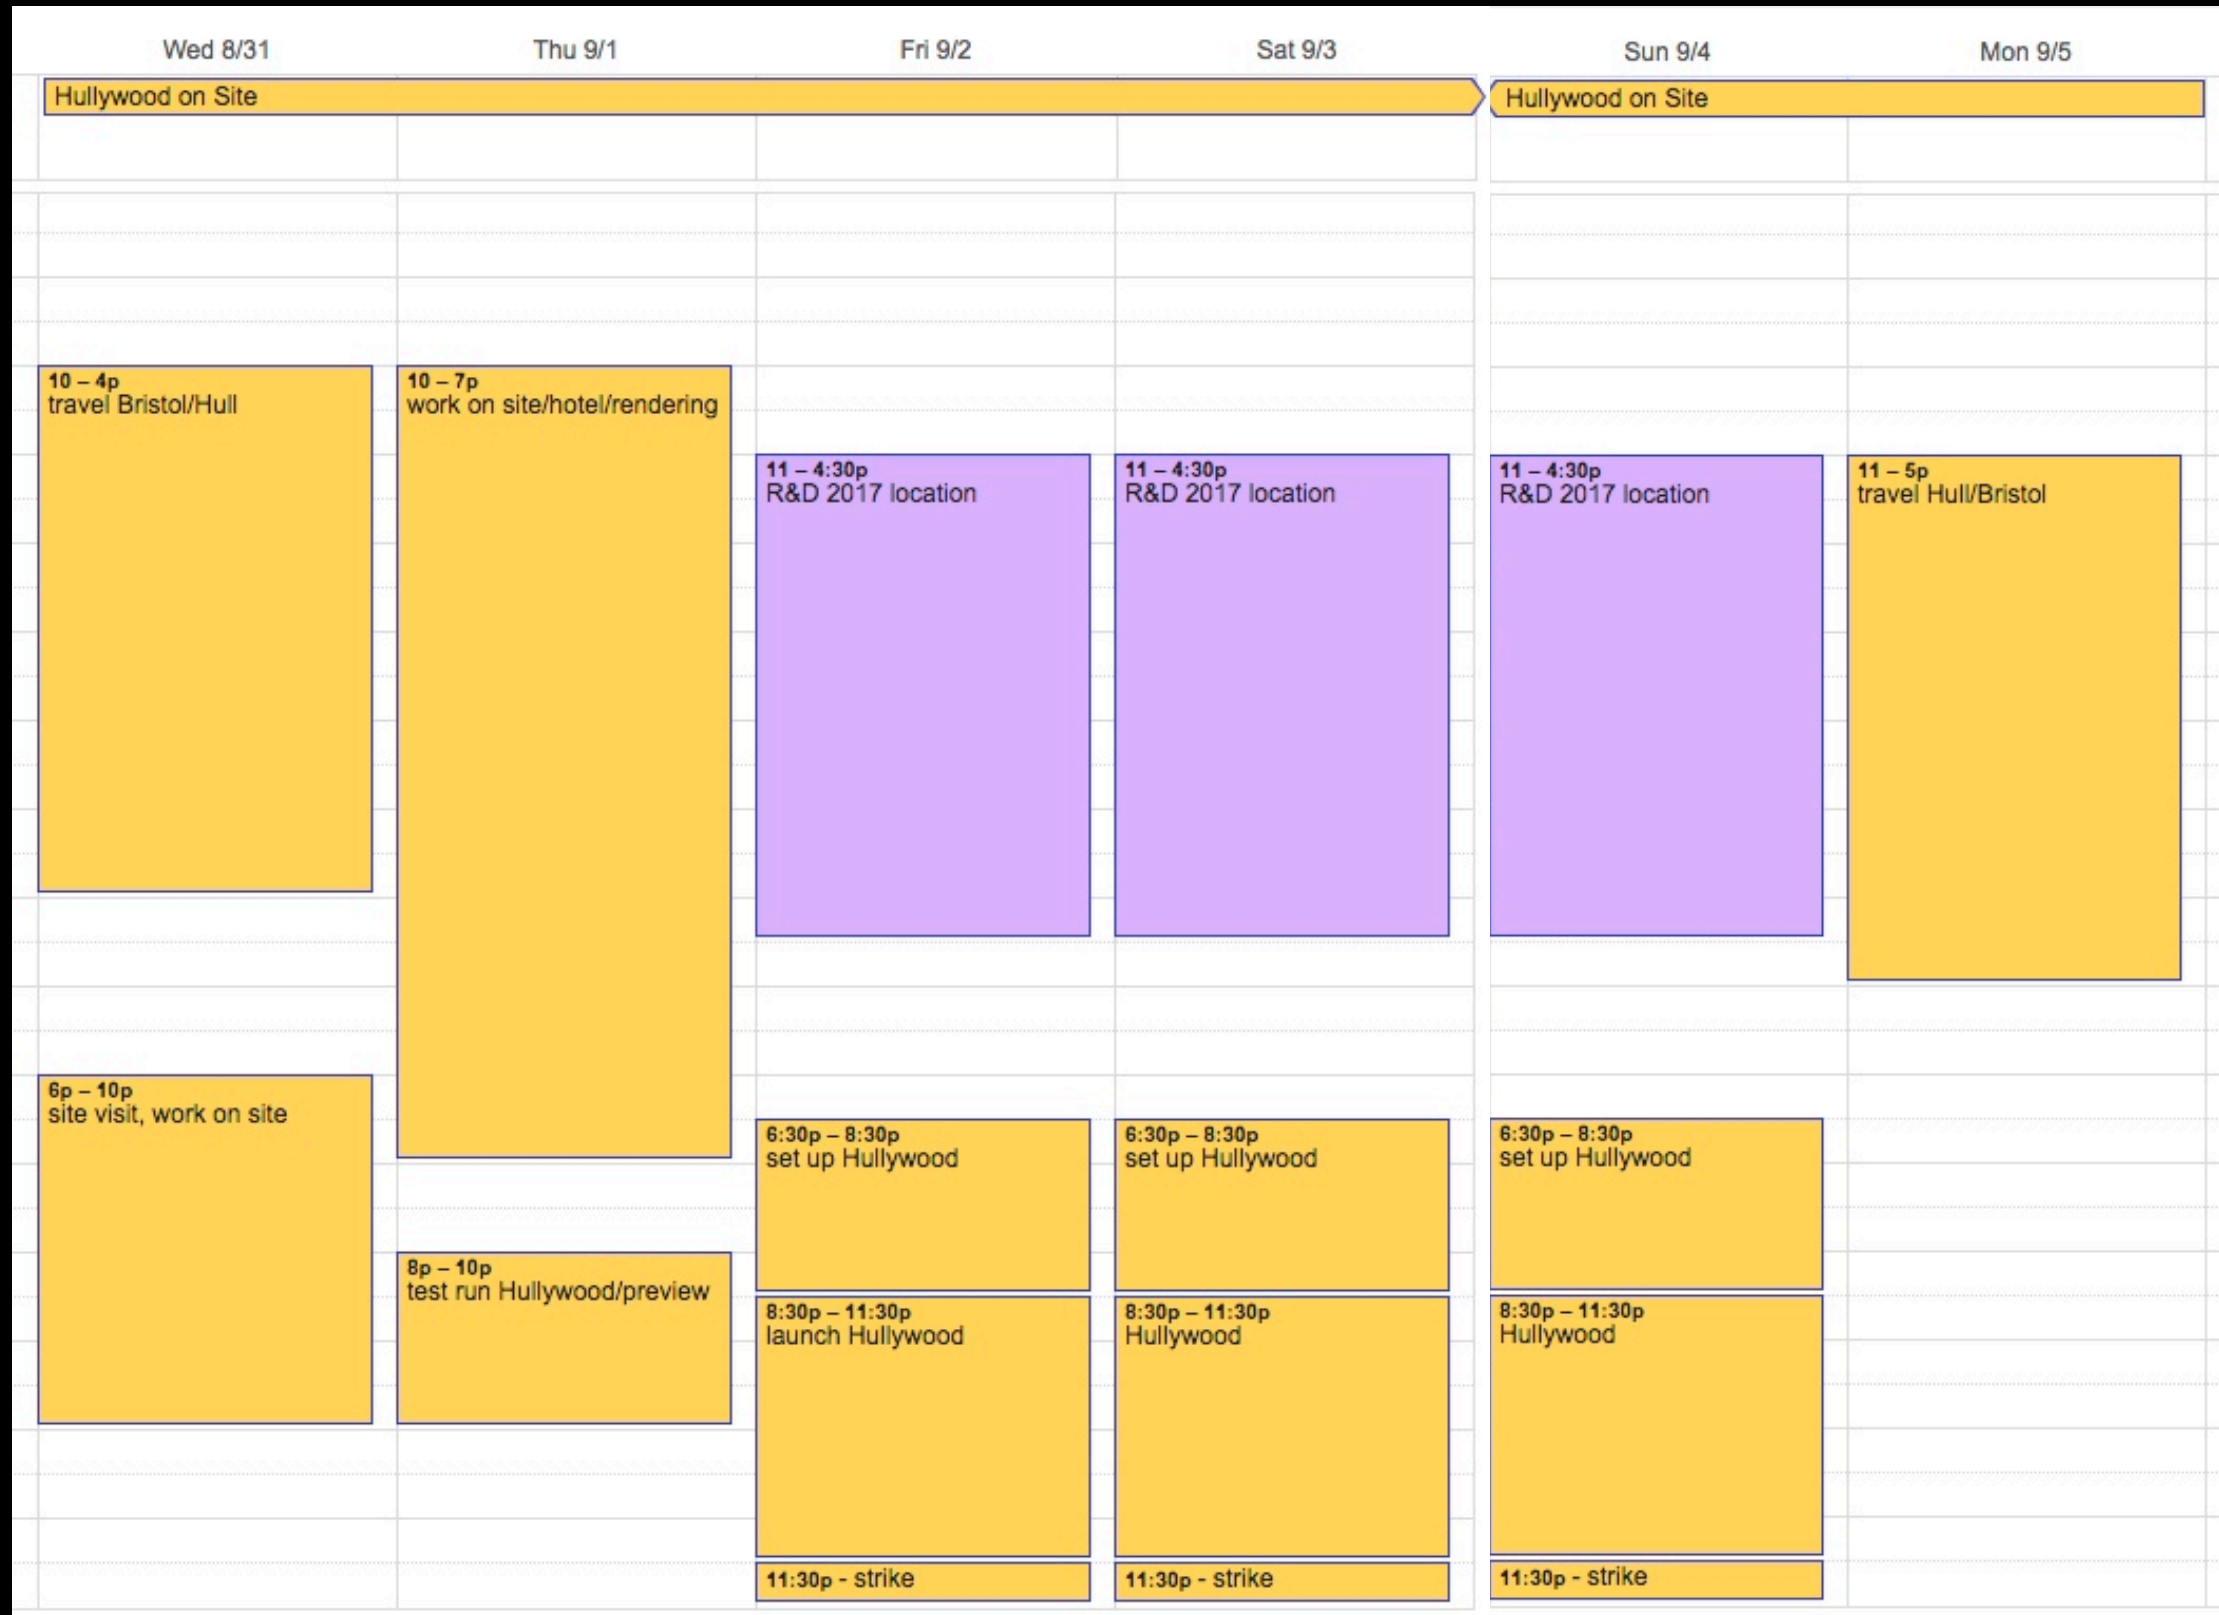 Wed 8/31
Thu 9/1
Fri 9/2
Sat 9/3
Sun 9/4
Mon 9/5
Hullywood on Site
Hullywood on Site
10 – 4p
travel Bristol/Hull
6p – 10p
site visit, work on site
10 – 7p
work on site/hotel/rendering
8p – 10p
test run Hullywood/preview
11 – 4:30p
R&D 2017 location
6:30p – 8:30p
set up Hullywood
8:30p – 11:30p
launch Hullywood
11:30p - strike
11 – 4:30p
R&D 2017 location
6:30p – 8:30p
set up Hullywood
8:30p – 11:30p
Hullywood
11:30p - strike
11 – 4:30p
R&D 2017 location
6:30p – 8:30p
set up Hullywood
8:30p – 11:30p
Hullywood
11:30p - strike
11 – 5p
travel Hull/Bristol